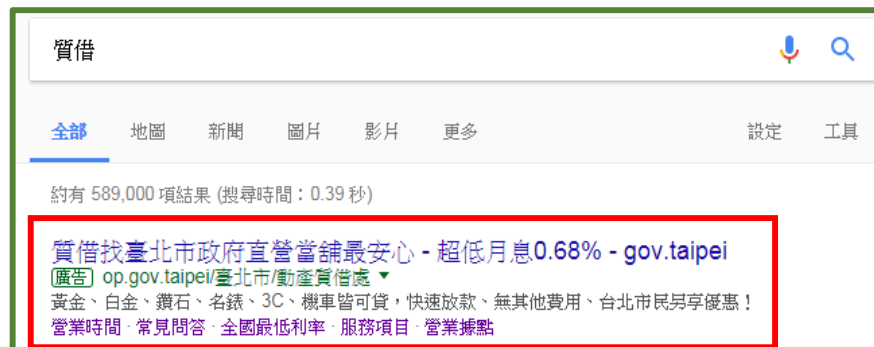 質借
全部 地圖 新聞 圖片 影片 更多 設定 工具
約有 589,000 項結果 (搜尋時間：0.39 秒)
質借找臺北市政府直營當舖最安心 - 超低月息0.68% - gov.taipei
廣告 op.gov.taipei/臺北市/動產質借處 ▼
黃金、白金、鑽石、名錶、3C、機車皆可貸，快速放款、無其他費用、台北市民另享優惠！
營業時間 · 常見問答 · 全國最低利率 · 服務項目 · 營業據點